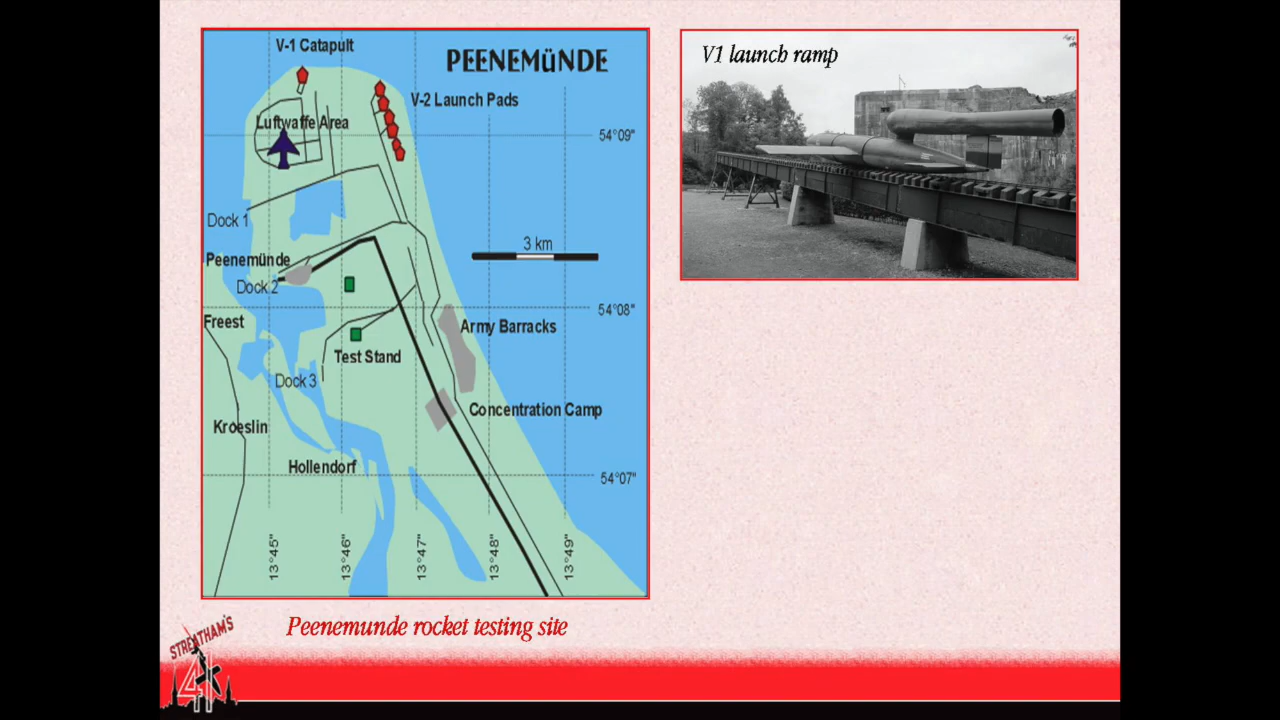 V-1 Catapult
PEENEMüNDE
V-2 Launch Pads
Luftwaffe Area
54°09"
Dock 1
3 km
Peenemünde
Dock 2
54°08"
Freest
Army Barracks
Test Stand
Dock 3
Concentration Camp
Kroeslin
Hollendorf
54°07"
13°45"
13°46"
13°47"
13°48"
13°49"
Peenemunde rocket testing site
V1 launch ramp
STREATHAM'S
41